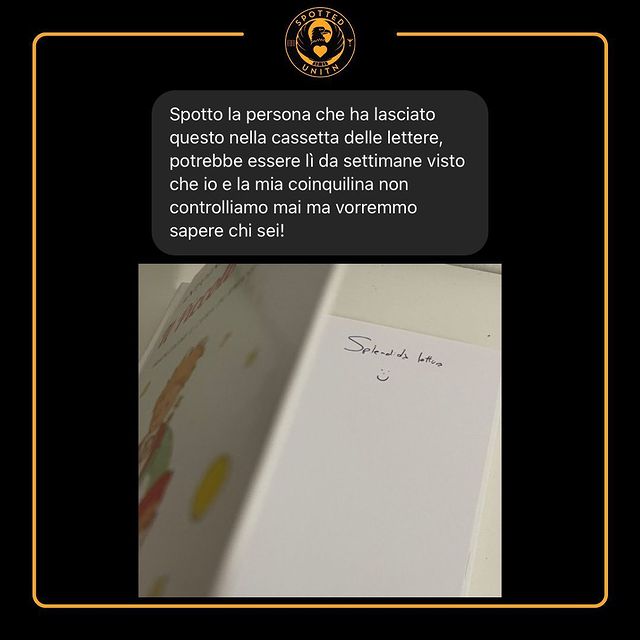 SPOTTED
UNITN
Spotto la persona che ha lasciato
questo nella cassetta delle lettere,
potrebbe essere lì da settimane visto
che io e la mia coinquilina non
controlliamo mai ma vorremmo
sapere chi sei!
Splendida lettura